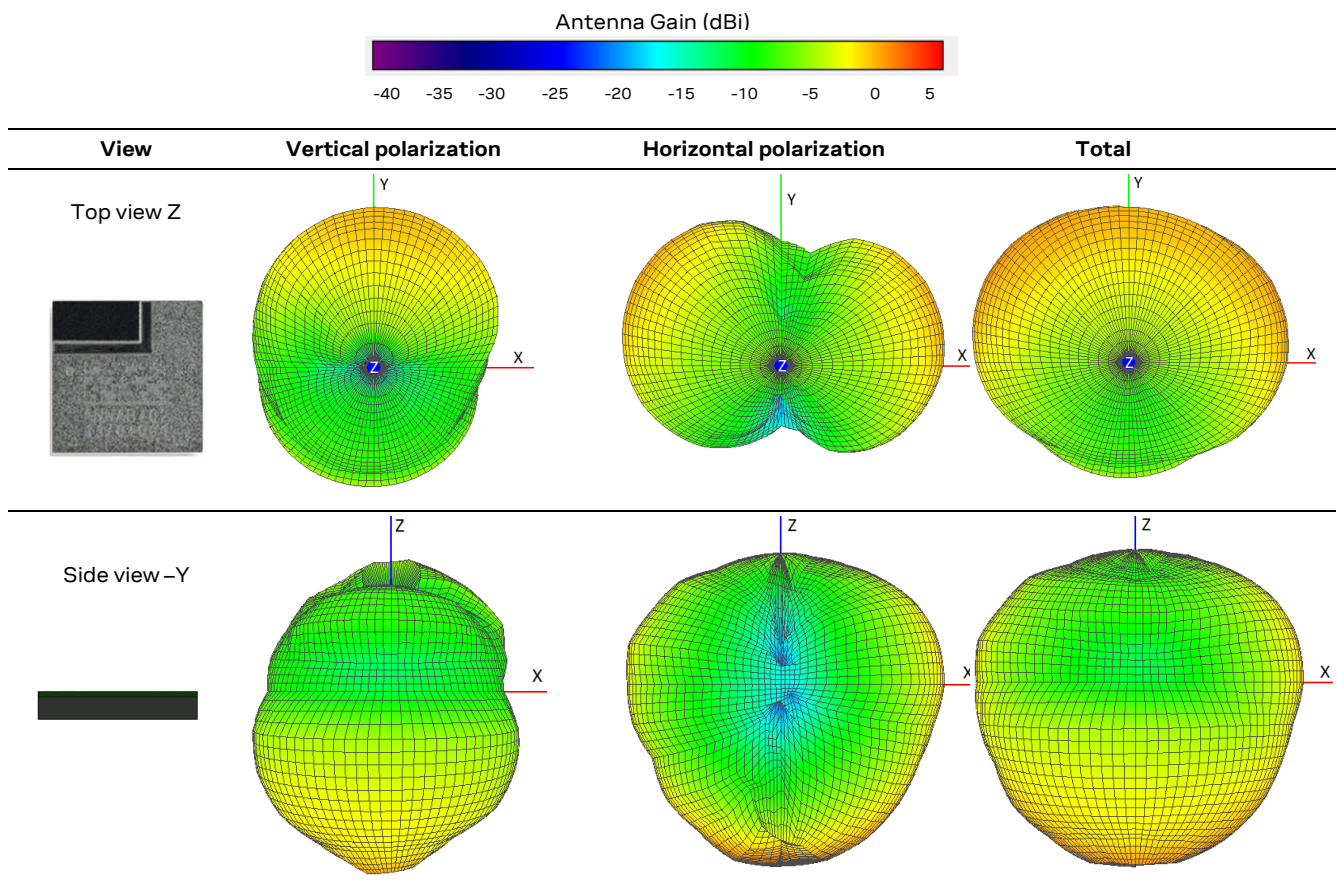 Antenna Gain (dBi)
-40 -35 -30 -25 -20 -15 -10 -5 0 5
View Vertical polarization Horizontal polarization Total
Top view Z
Y
X
Z
Y
X
Z
Y
X
Z
Side view –Y
Z
X
Z
X
Z
X